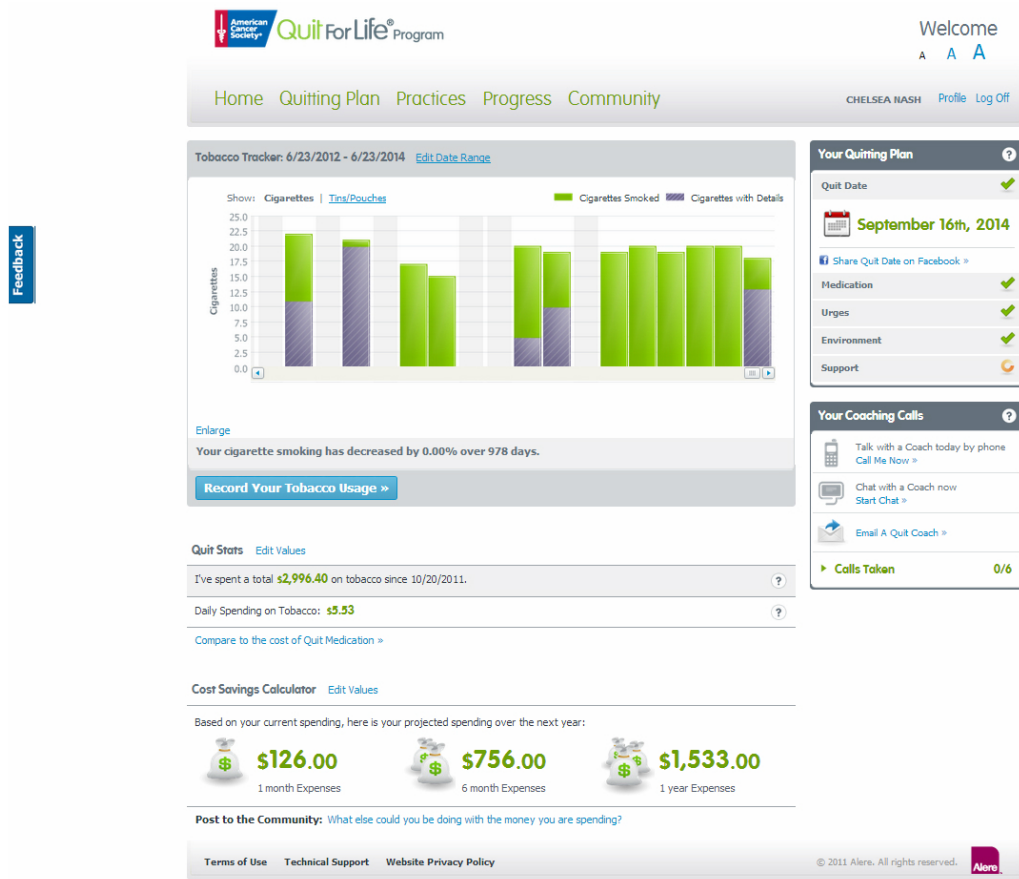 American Cancer Society® Quit For Life® Program
Welcome
A A A
Home Quitting Plan Practices Progress Community
CHELSEA NASH Profile Log Off
Feedback
Tobacco Tracker: 6/23/2012 - 6/23/2014 Edit Date Range
Show: Cigarettes | Tins/Pouches
Cigarettes Smoked Cigarettes with Details
Cigarettes
25.0
22.5
20.0
17.5
15.0
12.5
10.0
7.5
5.0
2.5
0.0
Enlarge
Your cigarette smoking has decreased by 0.00% over 978 days.
Record Your Tobacco Usage »
Quit Stats Edit Values
I've spent a total $2,996.40 on tobacco since 10/20/2011. ?
Daily Spending on Tobacco: $5.53 ?
Compare to the cost of Quit Medication »
Cost Savings Calculator Edit Values
Based on your current spending, here is your projected spending over the next year:
$126.00
1 month Expenses
$756.00
6 month Expenses
$1,533.00
1 year Expenses
Post to the Community: What else could you be doing with the money you are spending?
Your Quitting Plan ?
Quit Date
September 16th, 2014
Share Quit Date on Facebook »
Medication
Urges
Environment
Support
Your Coaching Calls ?
Talk with a Coach today by phone
Call Me Now »
Chat with a Coach now
Start Chat »
Email A Quit Coach »
Calls Taken 0/6
Terms of Use Technical Support Website Privacy Policy
© 2011 Alere. All rights reserved. Alere